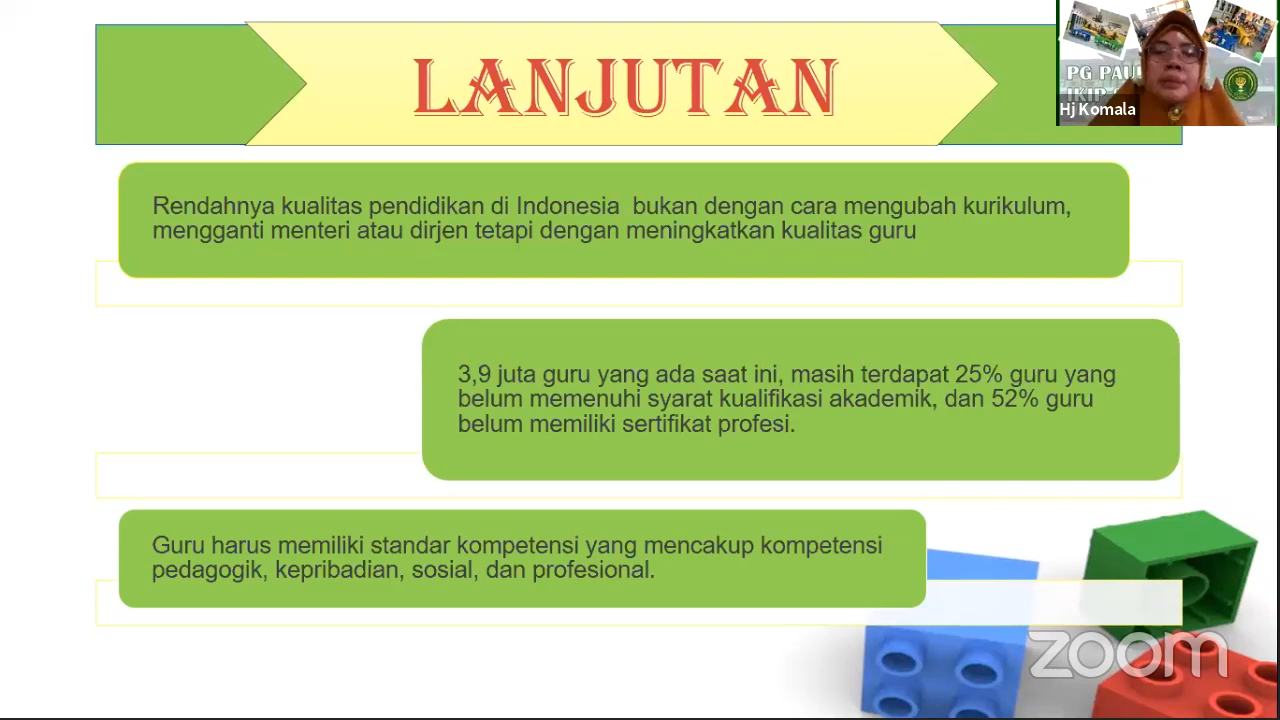 LANJUTAN
PG PAU
Hj Komala
Rendahnya kualitas pendidikan di Indonesia  bukan dengan cara mengubah kurikulum,
mengganti menteri atau dirjen tetapi dengan meningkatkan kualitas guru
3,9 juta guru yang ada saat ini, masih terdapat 25% guru yang
belum memenuhi syarat kualifikasi akademik, dan 52% guru
belum memiliki sertifikat profesi.
Guru harus memiliki standar kompetensi yang mencakup kompetensi
pedagogik, kepribadian, sosial, dan profesional.
zoom